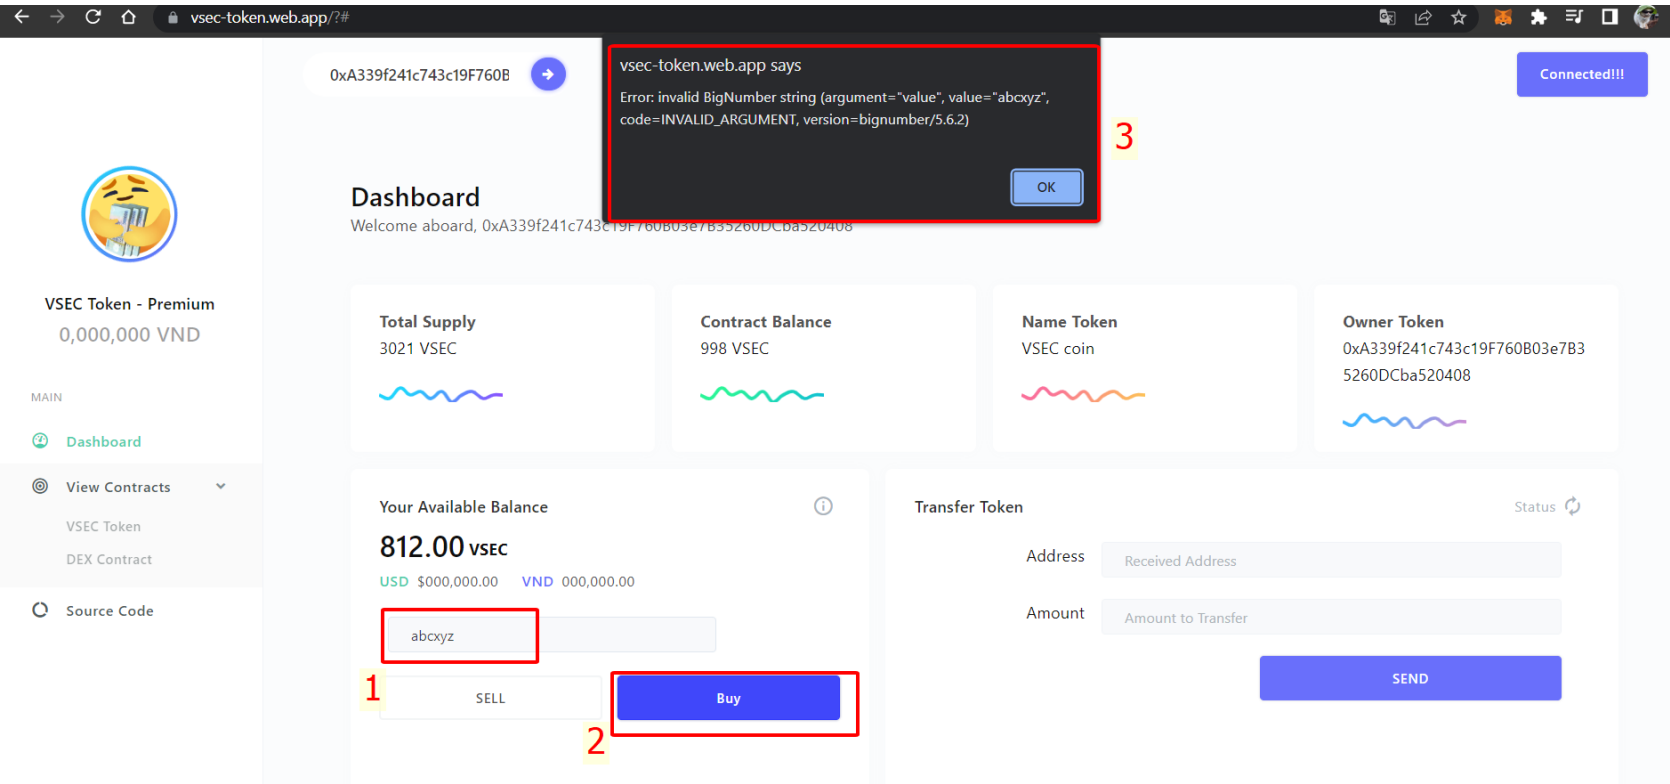 vsec-token.web.app/?#
0xA339f241c743c19F760B
vsec-token.web.app says
Error: invalid BigNumber string (argument="value", value="abcxyz",
code=INVALID_ARGUMENT, version=bignumber/5.6.2)
OK
3
Connected!!!
Dashboard
Welcome aboard, 0xA339f241c743c19F760B03e7B35260DCba520408
VSEC Token - Premium
0,000,000 VND
MAIN
Dashboard
View Contracts
VSEC Token
DEX Contract
Source Code
Total Supply
3021 VSEC
Contract Balance
998 VSEC
Name Token
VSEC coin
Owner Token
0xA339f241c743c19F760B03e7B3
5260DCba520408
Your Available Balance
812.00 VSEC
USD $000,000.00 VND 000,000.00
abcxyz
1
SELL
Buy
2
Transfer Token
Status
Address
Received Address
Amount
Amount to Transfer
SEND